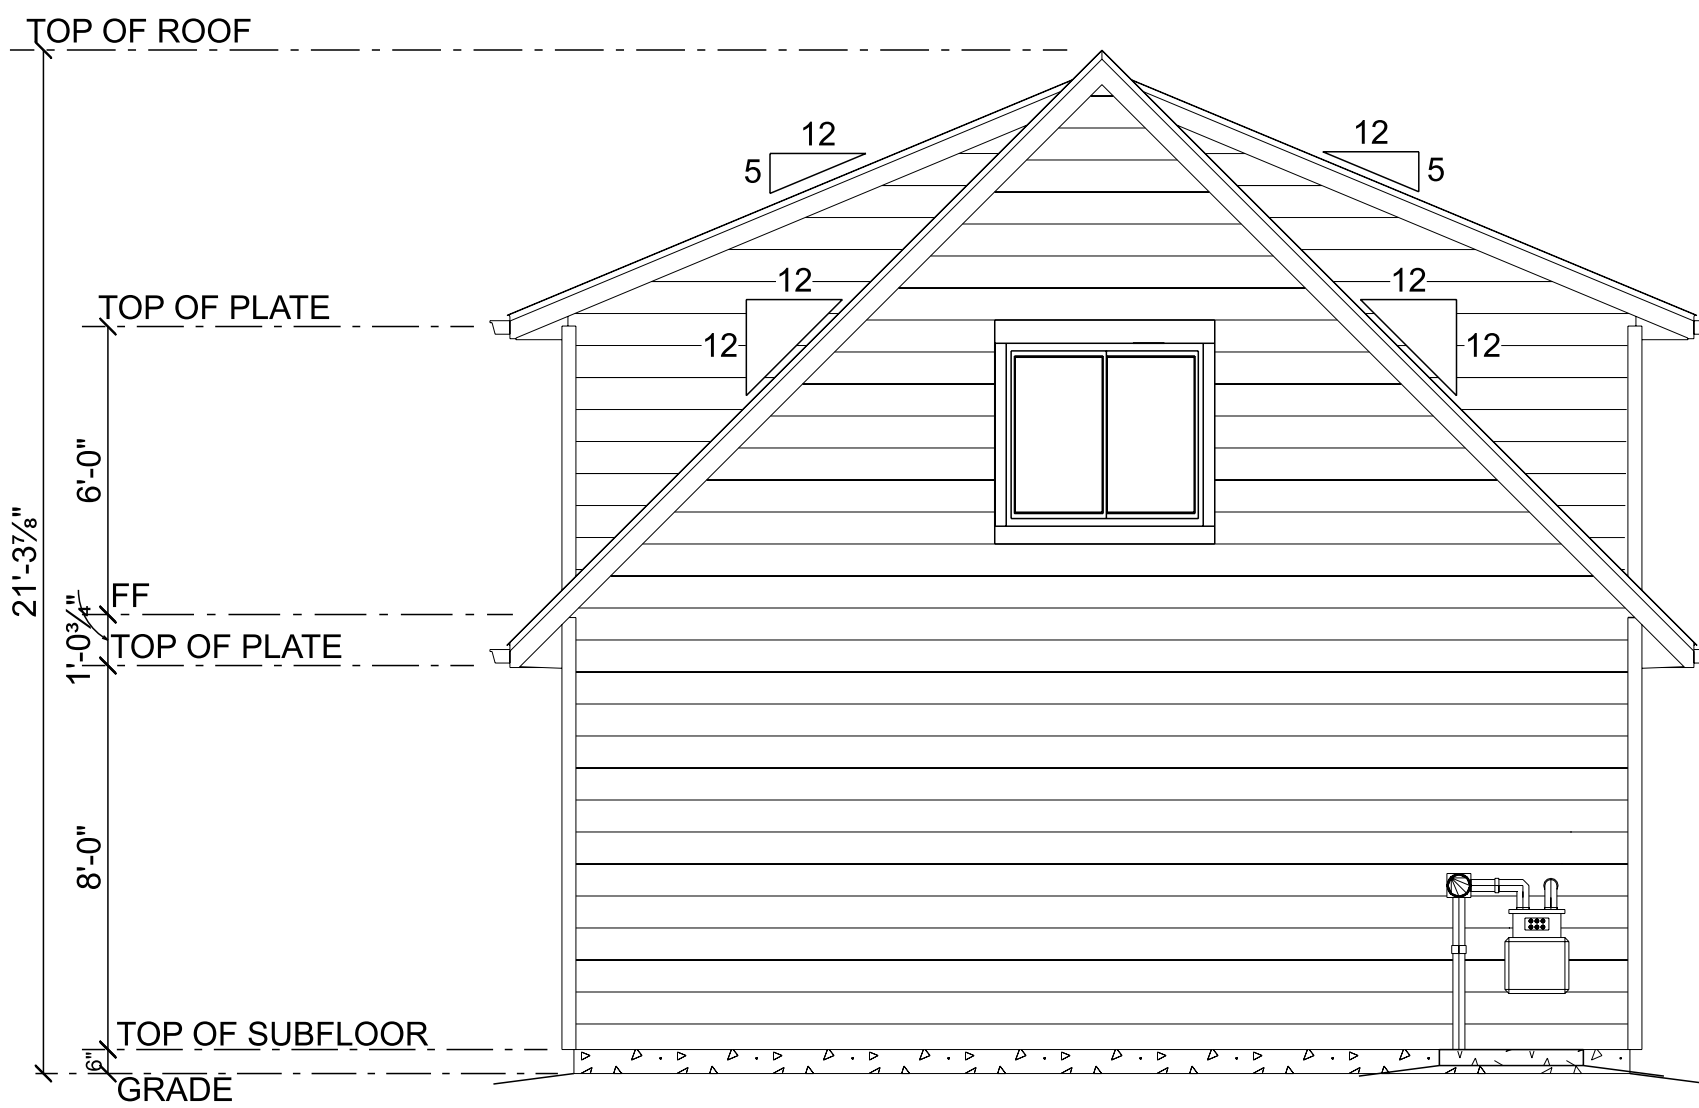 TOP OF ROOF
12
5
12
5
12
12
12
12
TOP OF PLATE
6'-0"
21'-3⅞"
FF
1'-0¾"
TOP OF PLATE
8'-0"
TOP OF SUBFLOOR
6"
GRADE